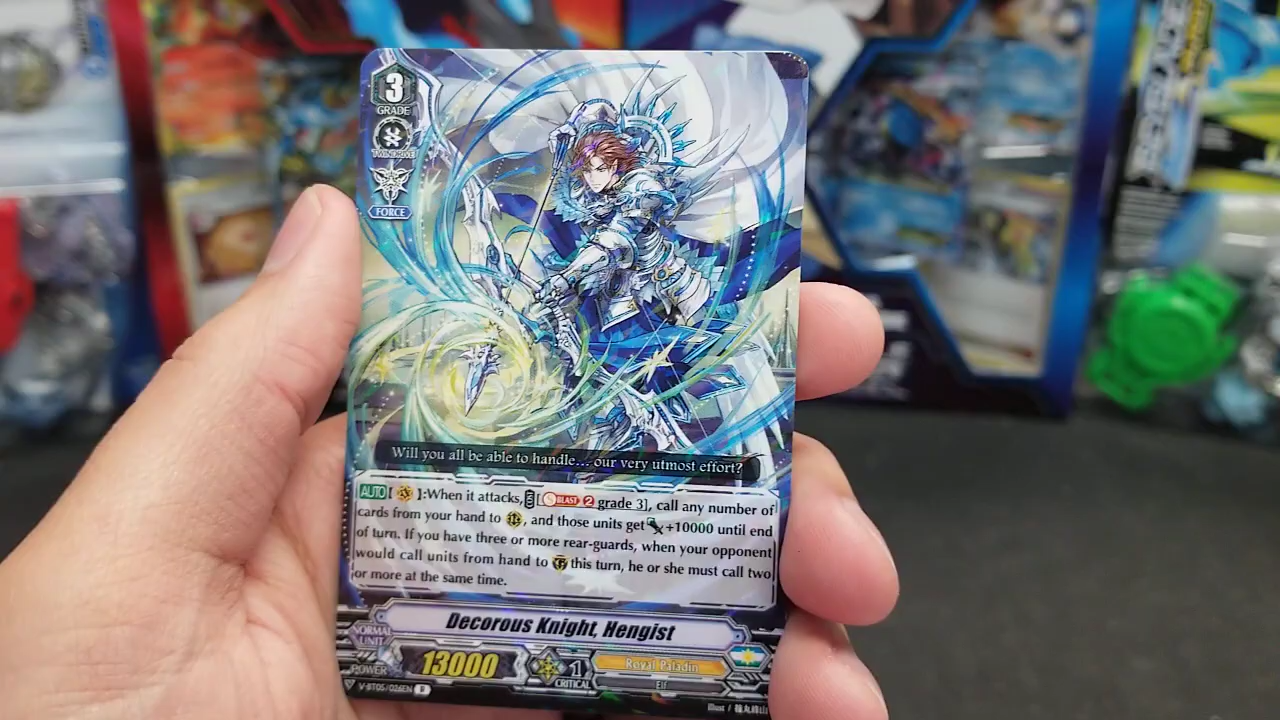 3
GRADE
TWINDRIVE
FORCE
Will you all be able to handle... our very utmost effort?
AUTO[ ]:When it attacks, COST[S BLAST 2 grade 3], call any number of
cards from your hand to , and those units get +10000 until end
of turn. If you have three or more rear-guards, when your opponent
would call units from hand to G this turn, he or she must call two
or more at the same time.
Decorous Knight, Hengist
NORMAL
UNIT
POWER
13000
1
CRITICAL
Royal Paladin
Elf
V-BT05/026EN R
Illust /